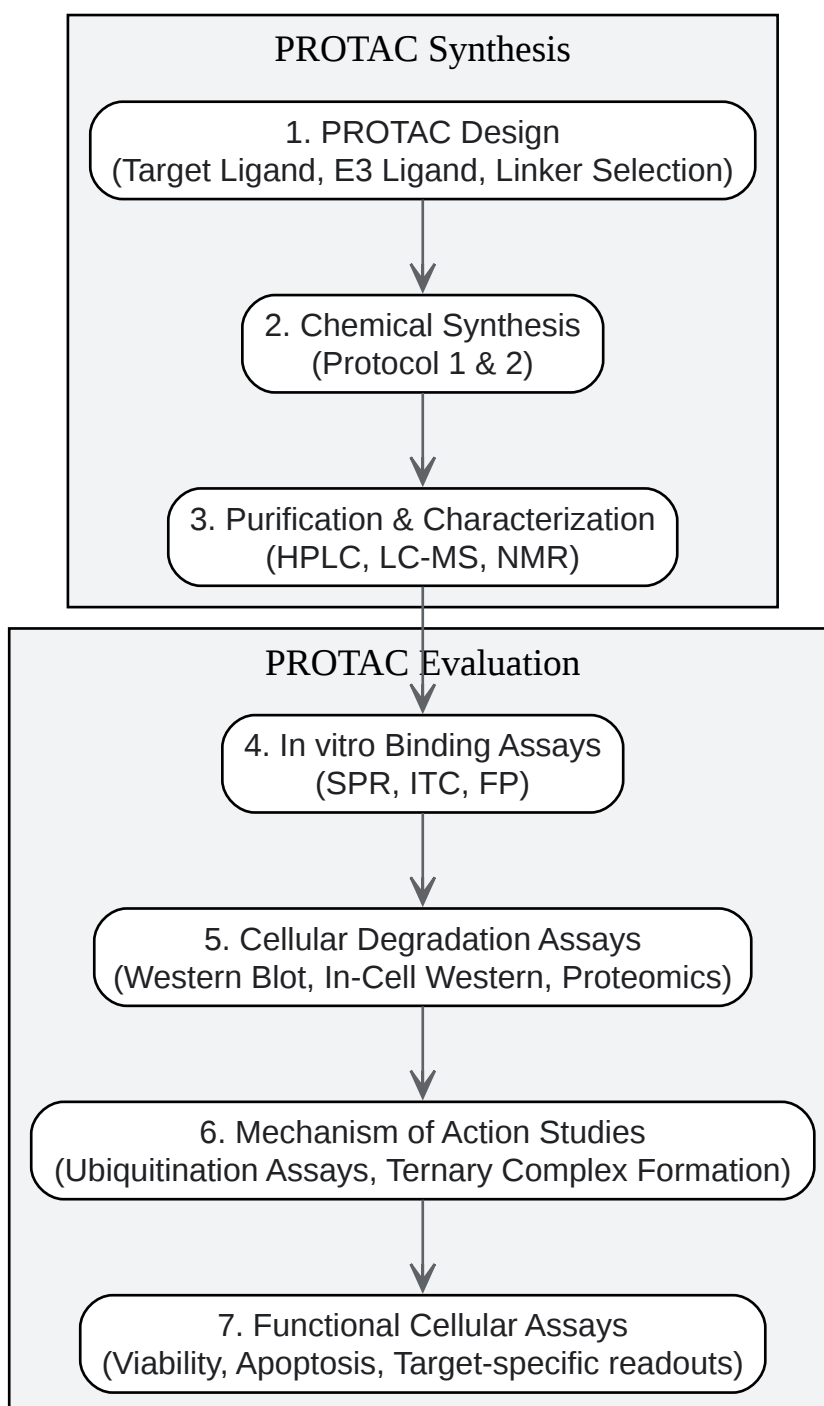 PROTAC Synthesis
1. PROTAC Design
(Target Ligand, E3 Ligand, Linker Selection)
2. Chemical Synthesis
(Protocol 1 & 2)
3. Purification & Characterization
(HPLC, LC-MS, NMR)
PROTAC Evaluation
4. In vitro Binding Assays
(SPR, ITC, FP)
5. Cellular Degradation Assays
(Western Blot, In-Cell Western, Proteomics)
6. Mechanism of Action Studies
(Ubiquitination Assays, Ternary Complex Formation)
7. Functional Cellular Assays
(Viability, Apoptosis, Target-specific readouts)